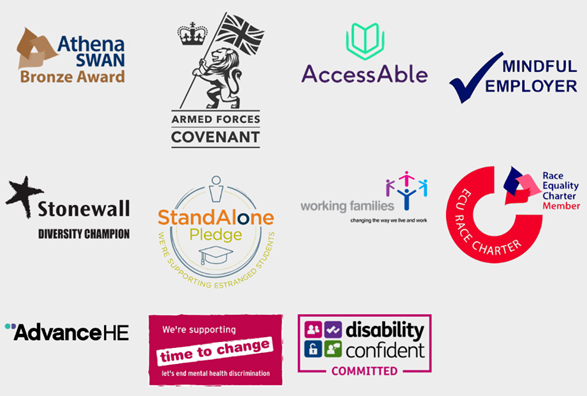 Athena
SWAN
Bronze Award
ARMED FORCES
COVENANT
AccessAble
MINDFUL
EMPLOYER
Stonewall
DIVERSITY CHAMPION
StandAlone
Pledge
WE'RE SUPPORTING ESTRANGED STUDENTS
working families
changing the way we live and work
ECU RACE CHARTER
Race
Equality
Charter
Member
AdvanceHE
We're supporting
time to change
let's end mental health discrimination
disability
confident
COMMITTED